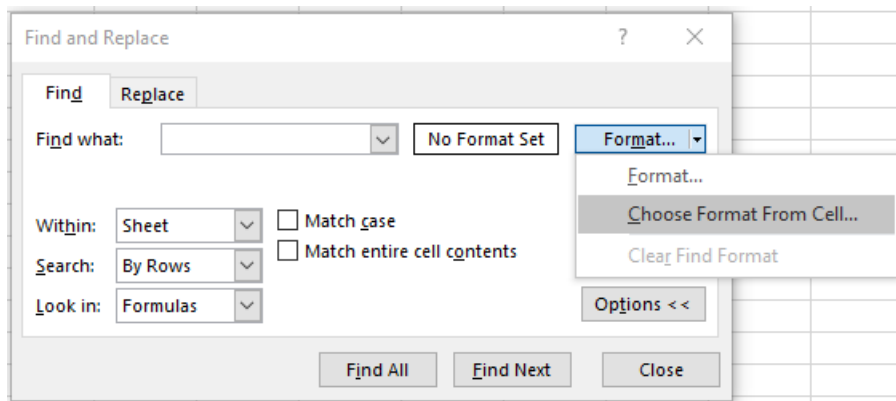 Find and Replace ?
Find Replace
Find what: No Format Set Format...
Format...
Within: Sheet Match case Choose Format From Cell...
Search: By Rows Match entire cell contents Clear Find Format
Look in: Formulas Options <<
Find All Find Next Close